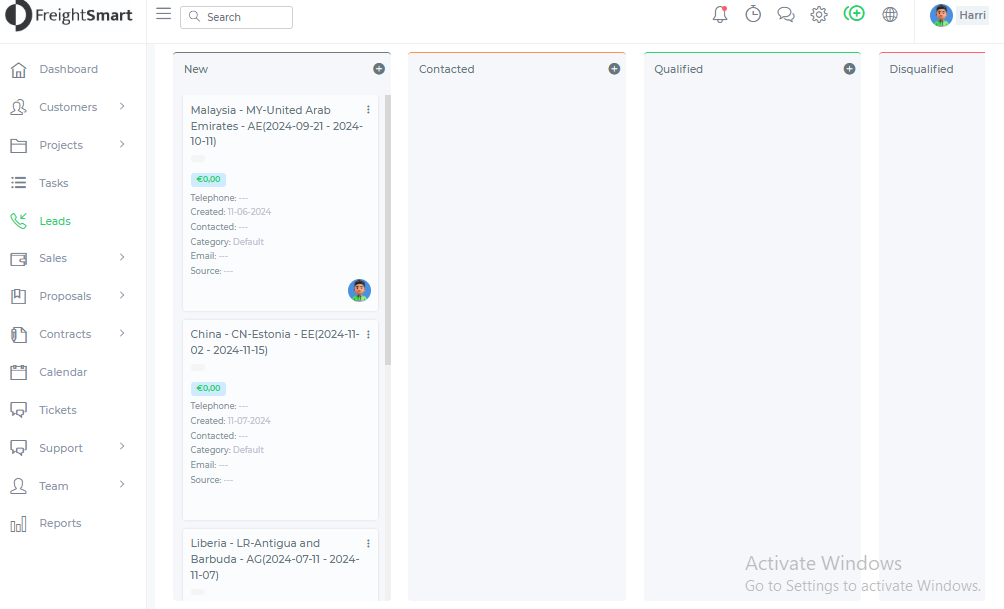 FreightSmart
Search
Harri
Dashboard
Customers
Projects
Tasks
Leads
Sales
Proposals
Contracts
Calendar
Tickets
Support
Team
Reports
New
Malaysia - MY-United Arab
Emirates - AE(2024-09-21 - 2024-
10-11)
€0,00
Telephone: ---
Created: 11-06-2024
Contacted: ---
Category: Default
Email: ---
Source: ---
China - CN-Estonia - EE(2024-11-
02 - 2024-11-15)
€0,00
Telephone: ---
Created: 11-07-2024
Contacted: ---
Category: Default
Email: ---
Source: ---
Liberia - LR-Antigua and
Barbuda - AG(2024-07-11 - 2024-
11-07)
Contacted
Qualified
Disqualified
Activate Windows
Go to Settings to activate Windows.